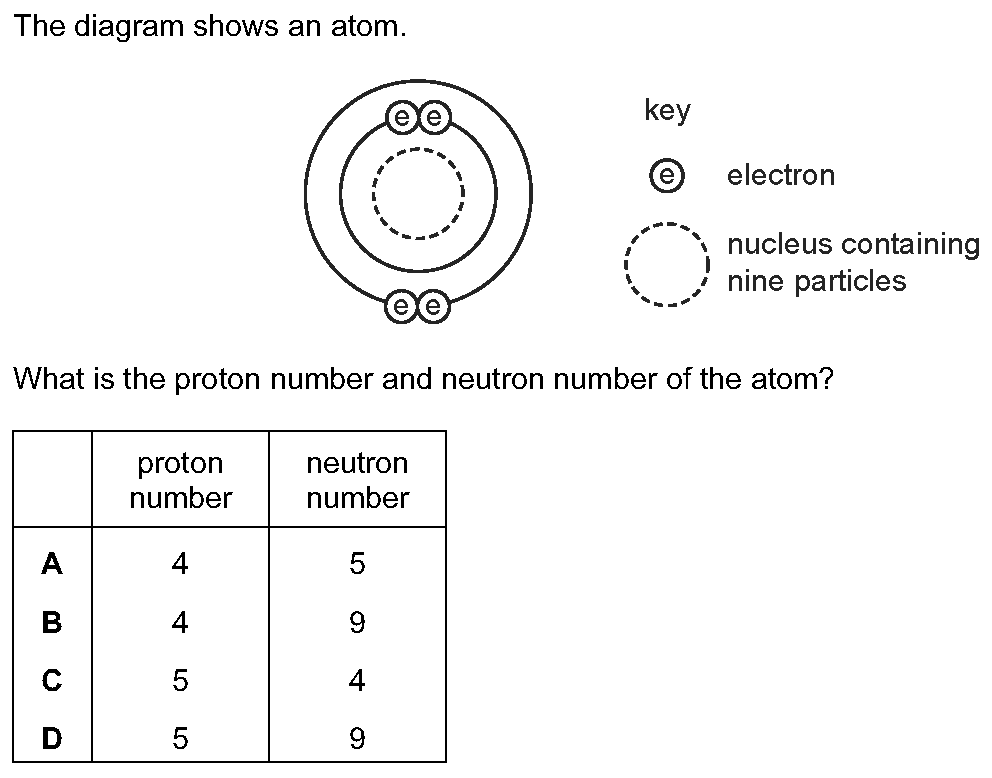 The diagram shows an atom.
e e
e e
key
e electron
nucleus containing
nine particles
What is the proton number and neutron number of the atom?
proton number neutron number
A 4 5
B 4 9
C 5 4
D 5 9